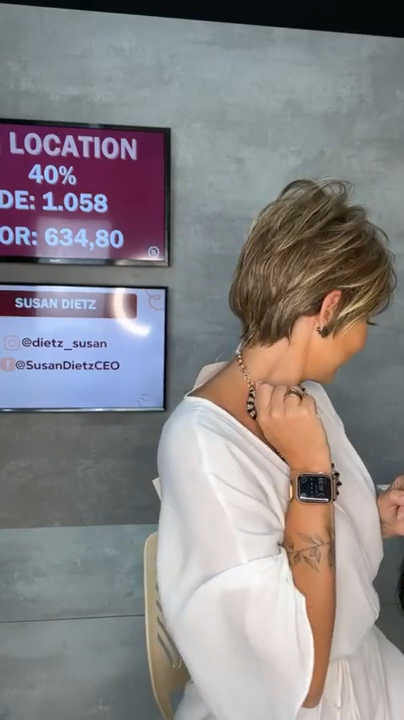 LOCATION
40%
DE: 1.058
OR: 634,80
SUSAN DIETZ
@dietz_susan
@SusanDietzCEO